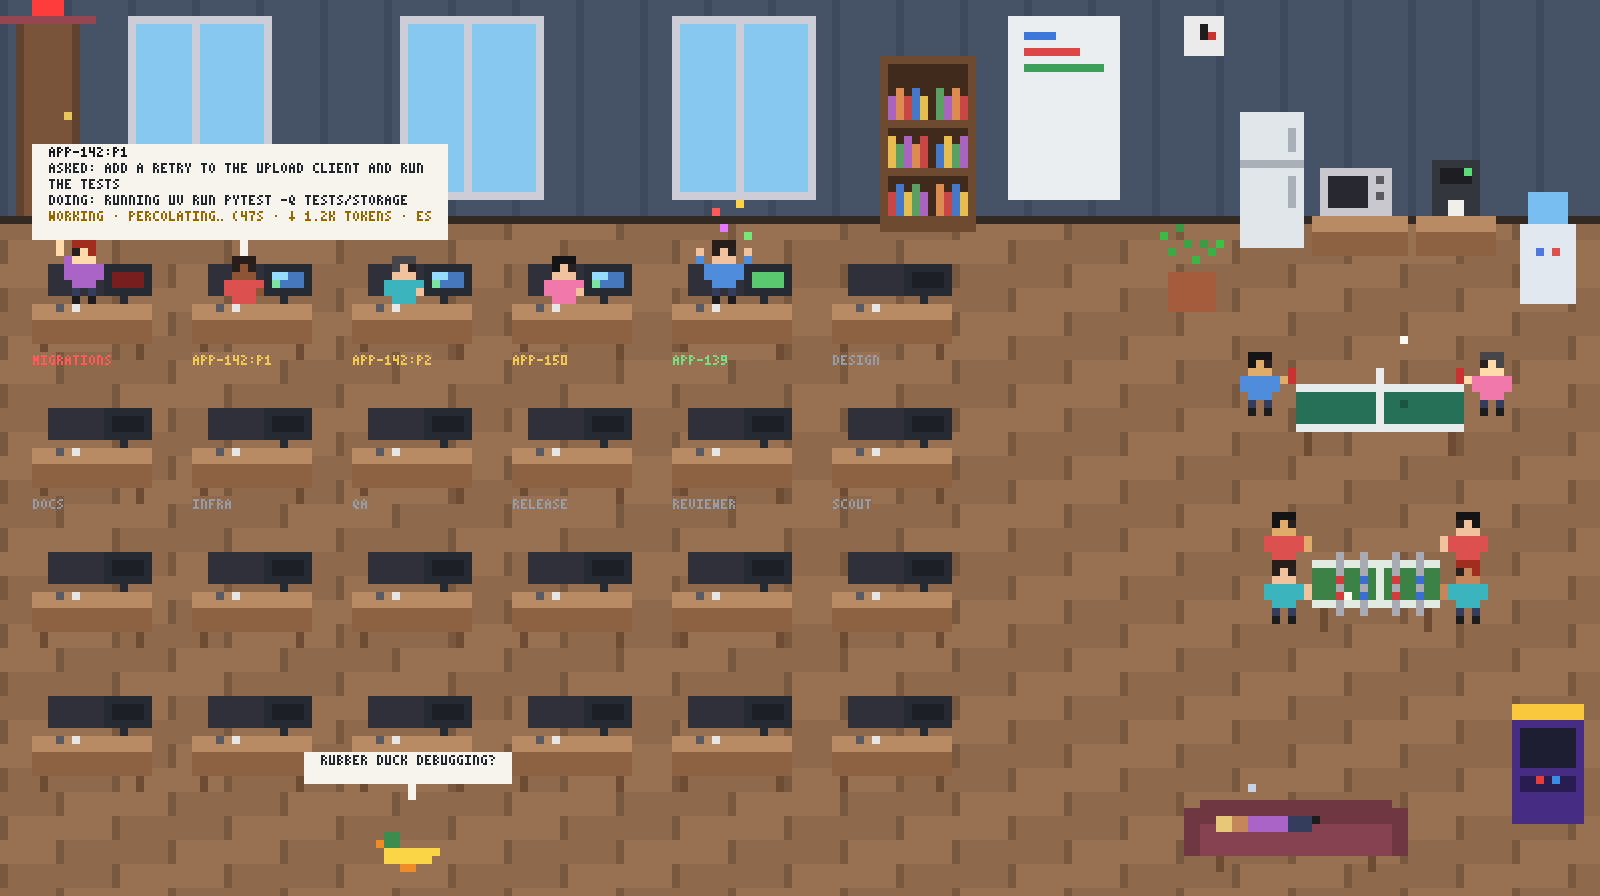 APP-142:P1
ASKED: ADD A RETRY TO THE UPLOAD CLIENT AND RUN
THE TESTS
DOING: RUNNING UV RUN PYTEST -Q TESTS/STORAGE
WORKING · PERCOLATING.. (47S · ↓ 1.2K TOKENS · ES
MIGRATIONS
APP-142:P1
APP-142:P2
APP-150
APP-139
DESIGN
DOCS
INFRA
QA
RELEASE
REVIEWER
SCOUT
RUBBER DUCK DEBUGGING?